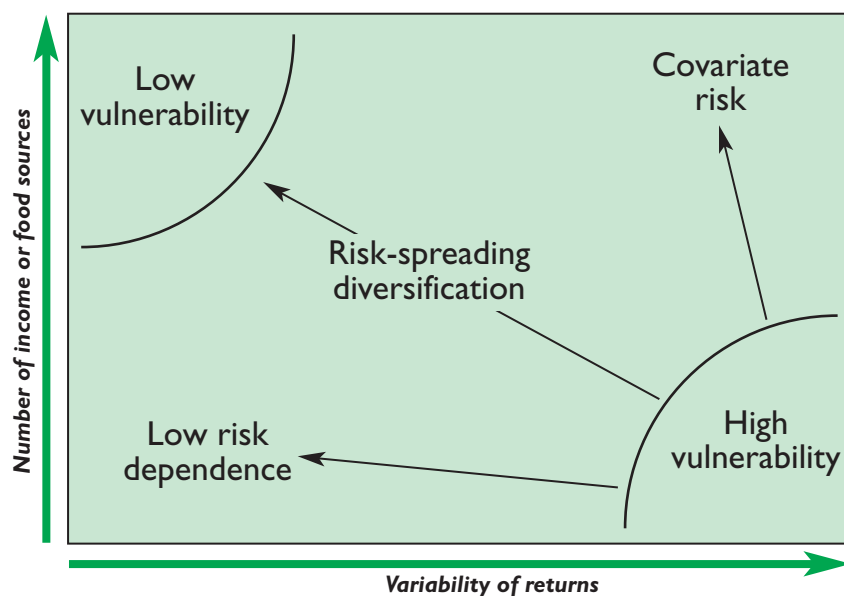 Low
vulnerability
Covariate
risk
Risk-spreading
diversification
Low risk
dependence
High
vulnerability
Number of income or food sources
Variability of returns